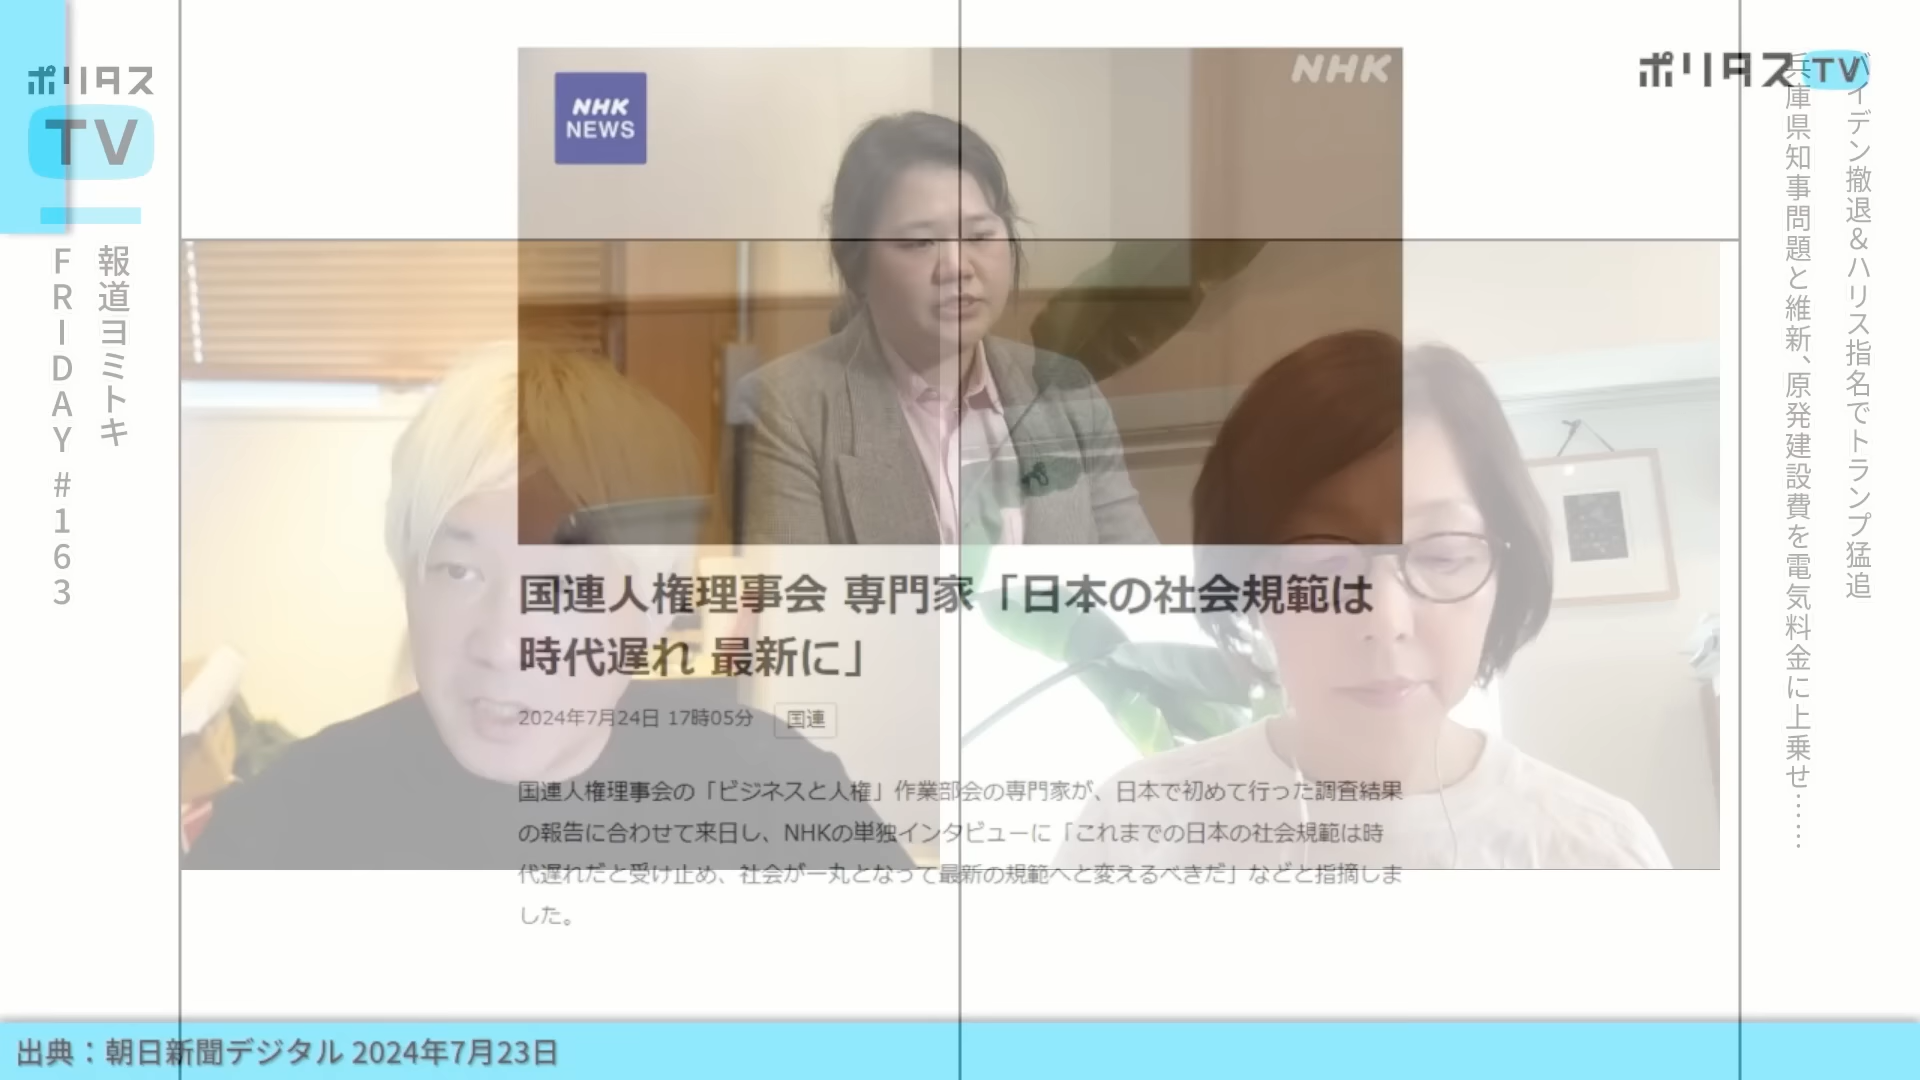 ポリタス
TV
報道ヨミトキ
FRIDAY #163
NHK
NEWS
NHK
ポリタスTV
バイデン撤退&ハリス指名でトランプ猛追
兵庫県知事問題と維新、原発建設費を電気料金に上乗せ……
国連人権理事会 専門家「日本の社会規範は
時代遅れ 最新に」
2024年7月24日 17時05分 国連
国連人権理事会の「ビジネスと人権」作業部会の専門家が、日本で初めて行った調査結果
の報告に合わせて来日し、NHKの単独インタビューに「これまでの日本の社会規範は時
代遅れだと受け止め、社会が一丸となって最新の規範へと変えるべきだ」などと指摘しま
した。
出典：朝日新聞デジタル 2024年7月23日